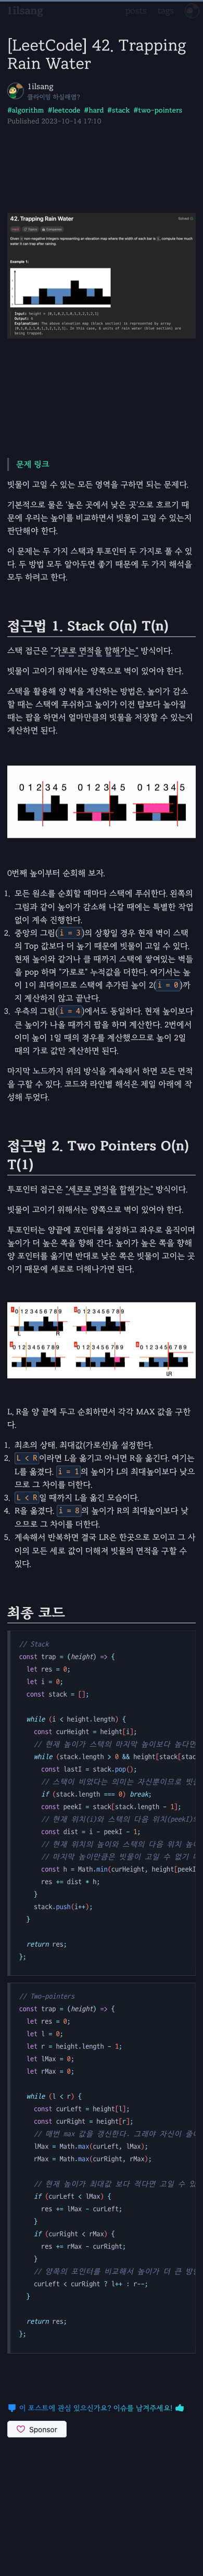 1ilsang
posts tags
[LeetCode] 42. Trapping
Rain Water
1ilsang
클라이밍 하실래염?
#algorithm #leetcode #hard #stack #two-pointers
Published 2023-10-14 17:10
42. Trapping Rain Water
Solved
Hard Topics Companies
Given n non-negative integers representing an elevation map where the width of each bar is 1, compute how
much water it can trap after raining.
Example 1:
Input: height = [0,1,0,2,1,0,1,3,2,1,2,1]
Output: 6
Explanation: The above elevation map (black section) is represented by array
[0,1,0,2,1,0,1,3,2,1,2,1]. In this case, 6 units of rain water (blue section) are
being trapped.
문제 링크
빗물이 고일 수 있는 모든 영역을 구하면 되는 문제다.
기본적으로 물은 '높은 곳에서 낮은 곳'으로 흐르기 때
문에 우리는 높이를 비교하면서 빗물이 고일 수 있는지
판단해야 한다.
이 문제는 두 가지 스택과 투포인터 두 가지로 풀 수 있
다. 두 방법 모두 알아두면 좋기 때문에 두 가지 해석을
모두 하려고 한다.
접근법 1. Stack O(n) T(n)
스택 접근은 "가로로 면적을 합해가는" 방식이다.
빗물이 고이기 위해서는 양쪽으로 벽이 있어야 한다.
스택을 활용해 양 벽을 계산하는 방법은, 높이가 감소
할 때는 스택에 푸쉬하고 높이가 이전 탑보다 높아질
때는 팝을 하면서 얼마만큼의 빗물을 저장할 수 있는지
계산하면 된다.
0 1 2 3 4 5 0 1 2 3 4 5 0 1 2 3 4 5
0번째 높이부터 순회해 보자.
1. 모든 원소를 순회할 때마다 스택에 푸쉬한다. 왼쪽의
그림과 같이 높이가 감소해 나갈 때에는 특별한 작업
없이 계속 진행한다.
2. 중앙의 그림(i = 3)의 상황일 경우 현재 벽이 스택
의 Top 값보다 더 높기 때문에 빗물이 고일 수 있다.
현재 높이와 같거나 클 때까지 스택에 쌓여있는 벽들
을 pop 하며 "가로로" 누적값을 더한다. 여기서는 높
이 1이 최대이므로 스택에 추가된 높이 2(i = 0)까
지 계산하지 않고 끝난다.
3. 우측의 그림(i = 4)에서도 동일하다. 현재 높이보다
큰 높이가 나올 때까지 팝을 하며 계산한다. 2번에서
이미 높이 1일 때의 경우를 계산했으므로 높이 2일
때의 가로 값만 계산하면 된다.
마지막 노드까지 위의 방식을 계속해서 하면 모든 면적
을 구할 수 있다. 코드와 라인별 해석은 제일 아래에 작
성해 두었다.
접근법 2. Two Pointers O(n)
T(1)
투포인터 접근은 "세로로 면적을 합해가는" 방식이다.
빗물이 고이기 위해서는 양쪽으로 벽이 있어야 한다.
투포인터는 양끝에 포인터를 설정하고 좌우로 움직이며
높이가 더 높은 쪽을 향해 간다. 높이가 높은 쪽을 향해
양 포인터를 옮기면 반대로 낮은 쪽은 빗물이 고이는 곳
이기 때문에 세로로 더해나가면 된다.
0 1 2 3 4 5 6 7 8 9 0 1 2 3 4 5 6 7 8 9
L R
0 1 2 3 4 5 6 7 8 9 0 1 2 3 4 5 6 7 8 9 0 1 2 3 4 5 6 7 8 9
L, R을 양 끝에 두고 순회하면서 각각 MAX 값을 구한
다.
1. 최초의 상태. 최대값(가로선)을 설정한다.
2. L < R이라면 L을 옮기고 아니면 R을 옮긴다. 여기는
L을 옮겼다. i = 1의 높이가 L의 최대높이보다 낮으
므로 그 차이를 더한다.
3. L < R일 때까지 L을 옮긴 모습이다.
4. R을 옮겼다. i = 8의 높이가 R의 최대높이보다 낮
으므로 그 차이를 더한다.
5. 계속해서 반복하면 결국 LR은 한곳으로 모이고 그 사
이의 모든 세로 값이 더해져 빗물의 면적을 구할 수
있다.
최종 코드
// Stack
const trap = (height) => {
let res = 0;
let i = 0;
const stack = [];
while (i < height.length) {
const curHeight = height[i];
// 현재 높이가 스택의 마지막 높이보다 높다면
while (stack.length > 0 && height[stack[stac
const lastI = stack.pop();
// 스택이 비었다는 의미는 자신뿐이므로 빗물
if (stack.length === 0) break;
const peekI = stack[stack.length - 1];
// 현재 위치(i)와 스택의 다음 위치(peekI)의
const dist = i - peekI - 1;
// 현재 위치의 높이와 스택의 다음 위치 높이
// 마지막 높이만큼은 빗물이 고일 수 없기 때
const h = Math.min(curHeight, height[peekI
res += dist * h;
}
stack.push(i++);
}
return res;
};
// Two-pointers
const trap = (height) => {
let res = 0;
let l = 0;
let r = height.length - 1;
let lMax = 0;
let rMax = 0;
while (l < r) {
const curLeft = height[l];
const curRight = height[r];
// 매번 max 값을 갱신한다. 그래야 자신이 줄어
lMax = Math.max(curLeft, lMax);
rMax = Math.max(curRight, rMax);
// 현재 높이가 최대값 보다 적다면 고일 수 있
if (curLeft < lMax) {
res += lMax - curLeft;
}
if (curRight < rMax) {
res += rMax - curRight;
}
// 양쪽의 포인터를 비교해서 높이가 더 큰 방향
curLeft < curRight ? l++ : r--;
}
return res;
};
이 포스트에 관심 있으신가요? 이슈를 남겨주세요!
Sponsor